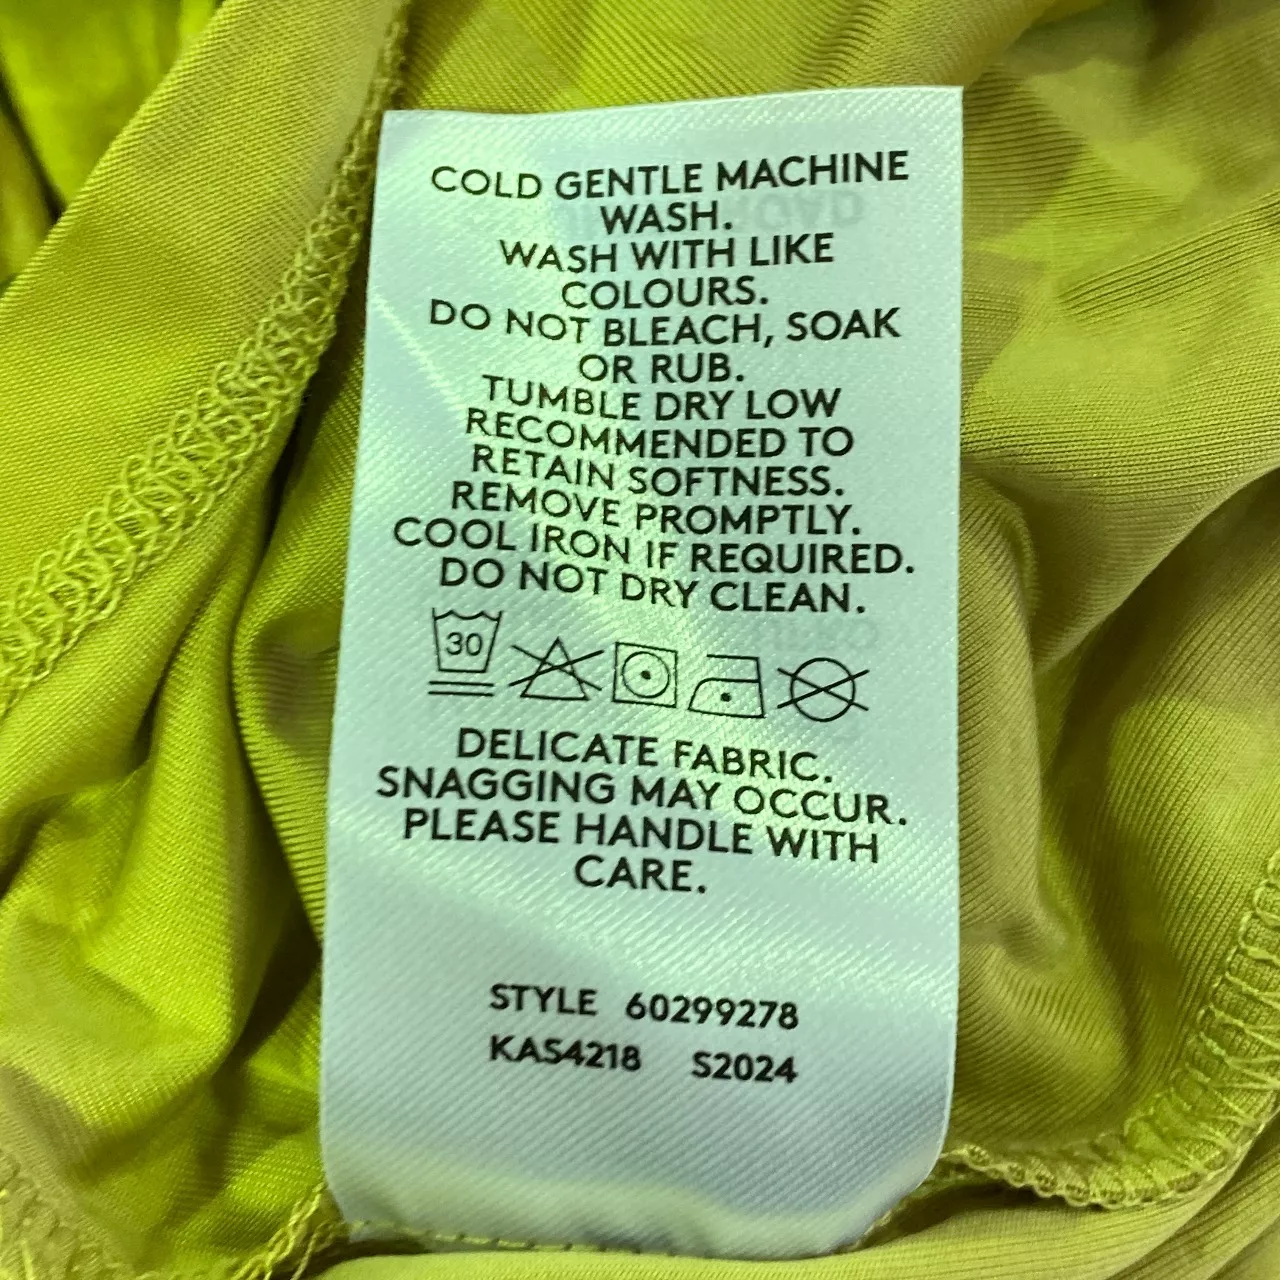 COLD GENTLE MACHINE
WASH.
WASH WITH LIKE
COLOURS.
DO NOT BLEACH, SOAK
OR RUB.
TUMBLE DRY LOW
RECOMMENDED TO
RETAIN SOFTNESS.
REMOVE PROMPTLY.
COOL IRON IF REQUIRED.
DO NOT DRY CLEAN.
30
DELICATE FABRIC.
SNAGGING MAY OCCUR.
PLEASE HANDLE WITH
CARE.
STYLE 60299278
KAS4218 S2024